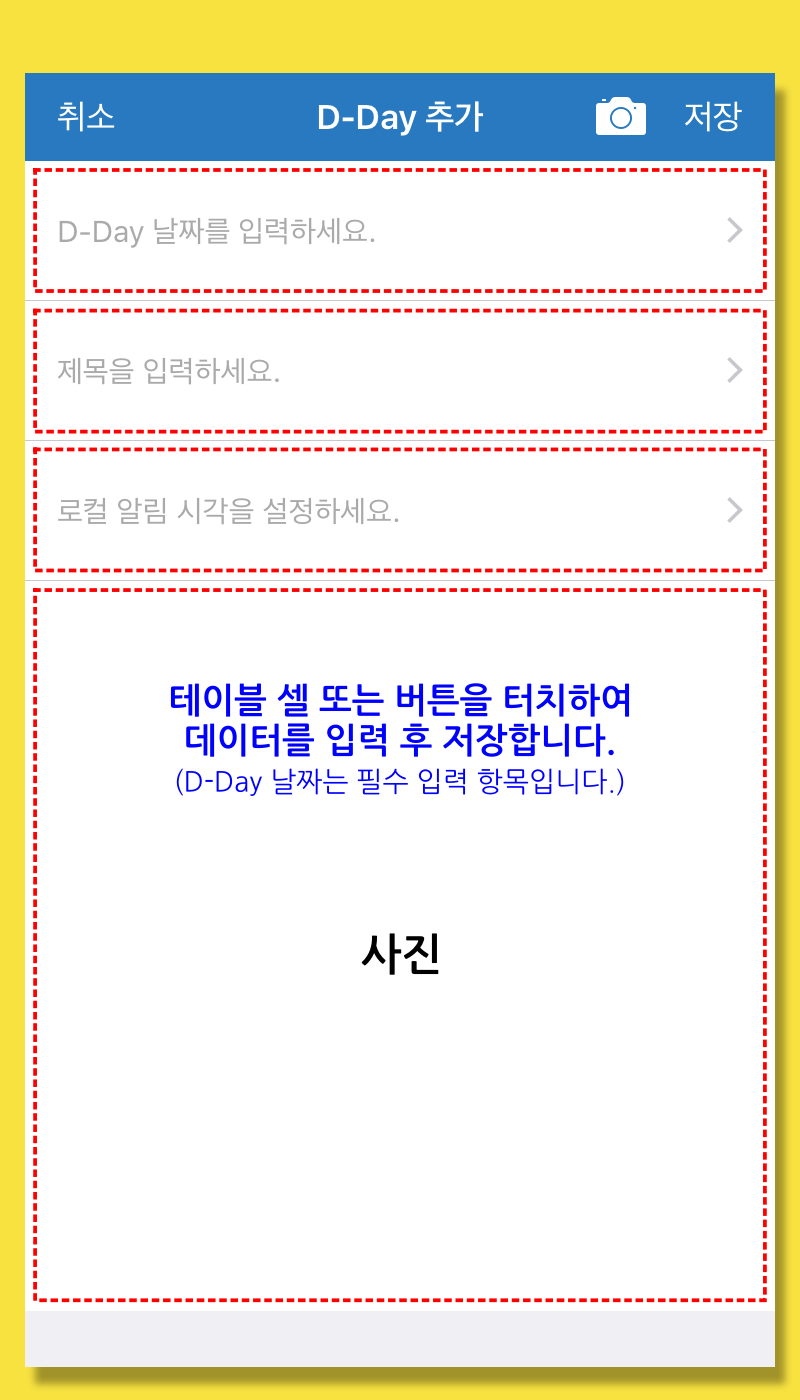 취소 D-Day 추가 저장
D-Day 날짜를 입력하세요.
제목을 입력하세요.
로컬 알림 시각을 설정하세요.
테이블 셀 또는 버튼을 터치하여
데이터를 입력 후 저장합니다.
(D-Day 날짜는 필수 입력 항목입니다.)
사진